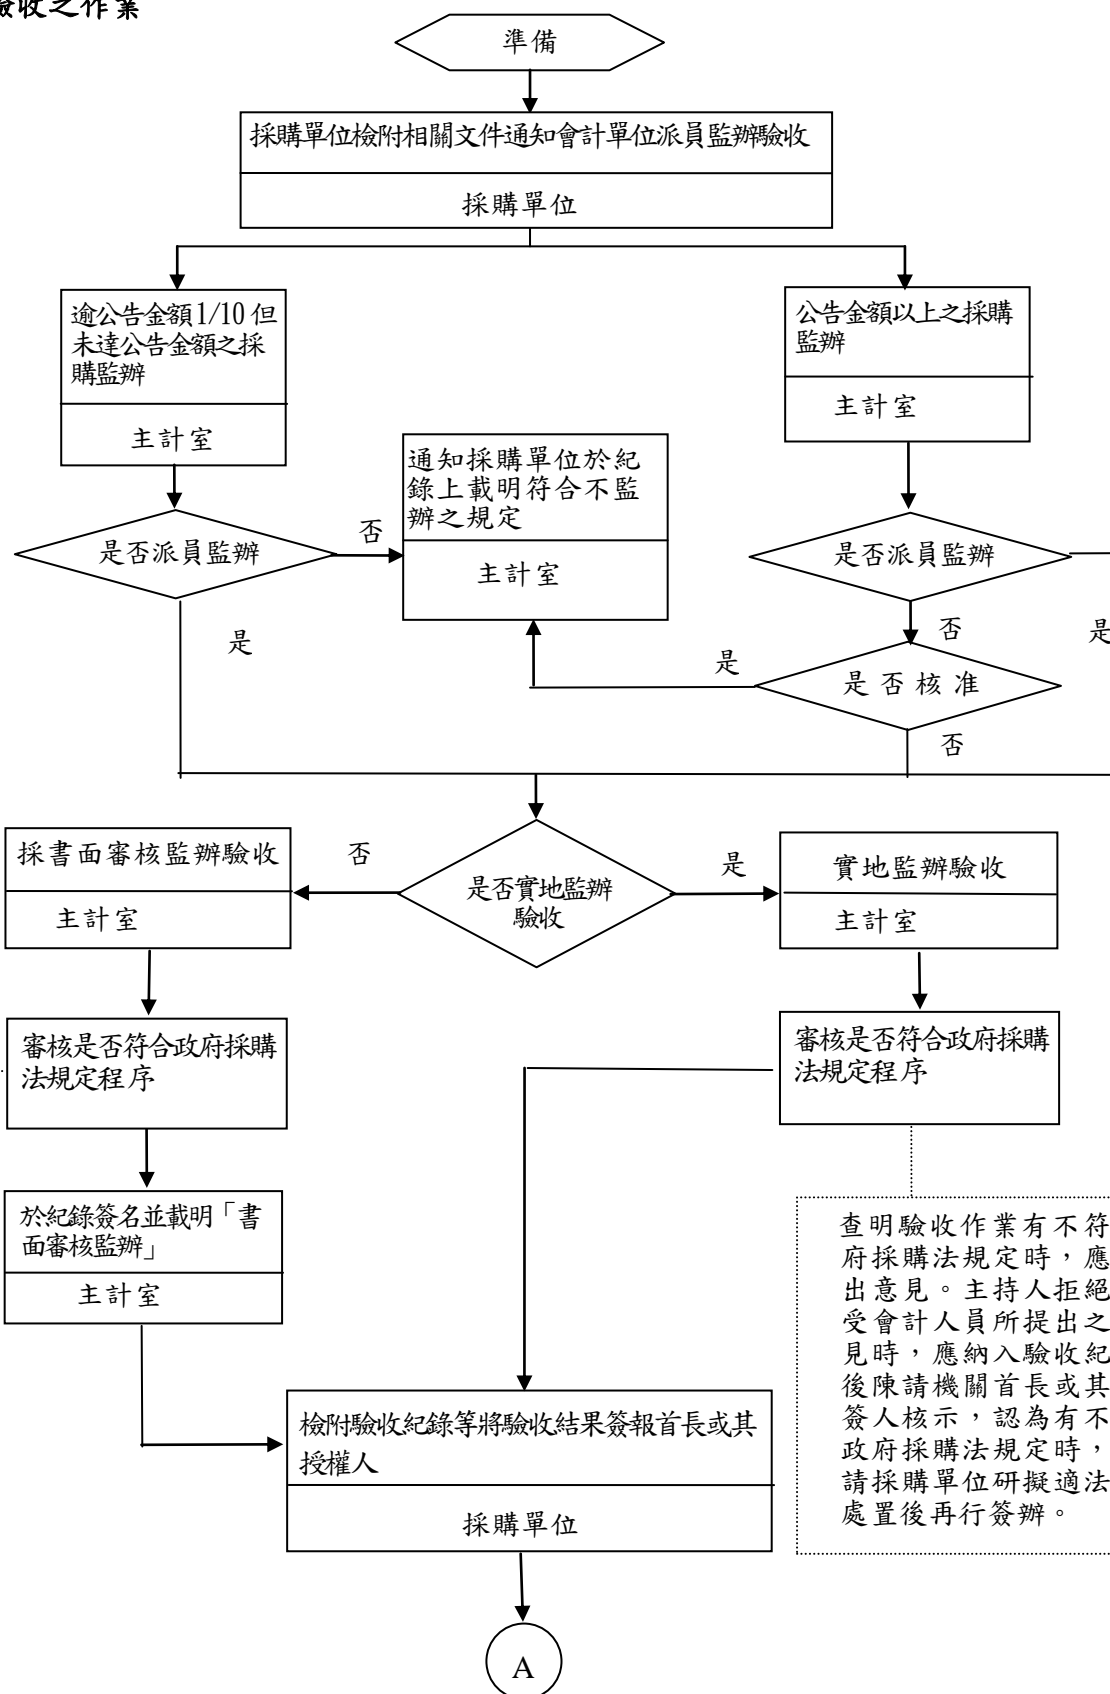 驗收之作業
準備
採購單位檢附相關文件通知會計單位派員監辦驗收
採購單位
逾公告金額1/10但
未達公告金額之採
購監辦
主計室
公告金額以上之採購
監辦
主計室
通知採購單位於紀
錄上載明符合不監
辦之規定
主計室
是否派員監辦
否
是
是否派員監辦
否
是
是
是否核准
否
採書面審核監辦驗收
主計室
否
是否實地監辦
驗收
是
實地監辦驗收
主計室
審核是否符合政府採購
法規定程序
審核是否符合政府採購
法規定程序
於紀錄簽名並載明「書
面審核監辦」
主計室
查明驗收作業有不符
府採購法規定時，應
出意見。主持人拒絕
受會計人員所提出之
見時，應納入驗收紀
後陳請機關首長或其
簽人核示，認為有不
政府採購法規定時，
請採購單位研擬適法
處置後再行簽辦。
檢附驗收紀錄等將驗收結果簽報首長或其
授權人
採購單位
A